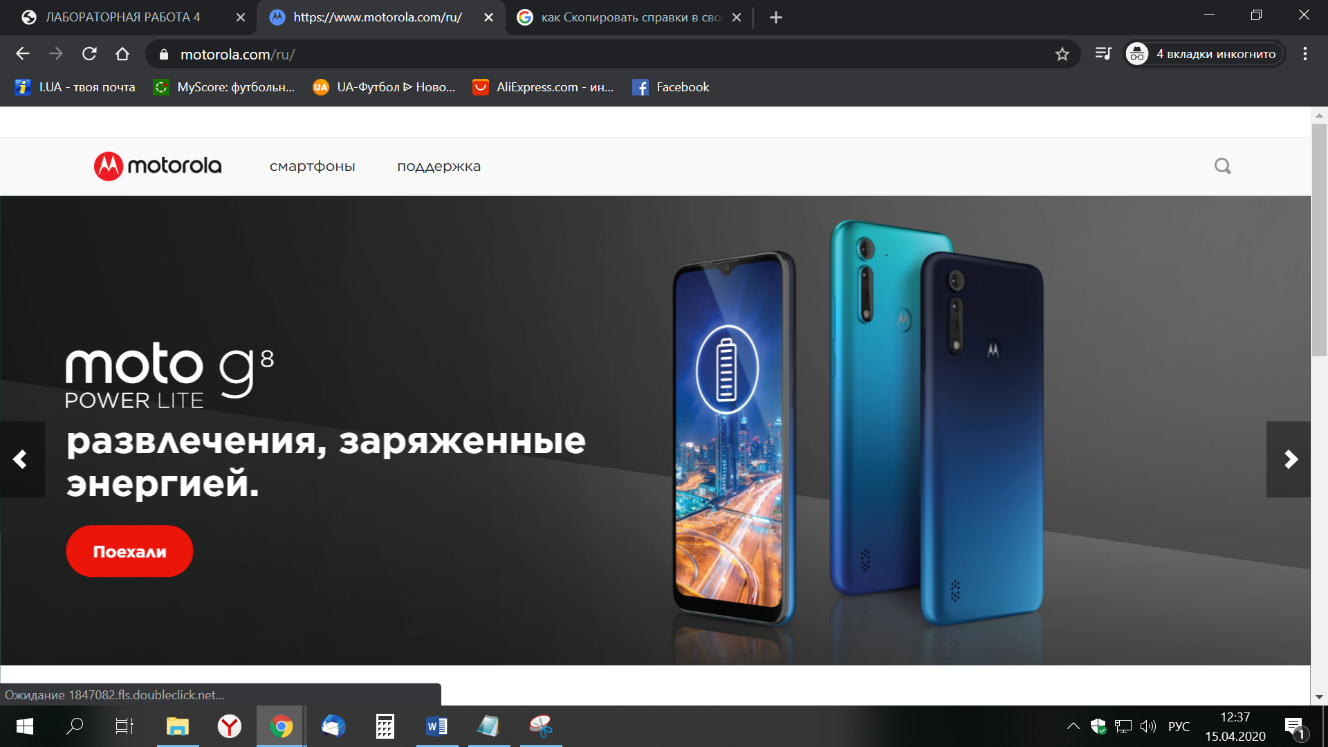 ЛАБОРАТОРНАЯ РАБОТА 4
https://www.motorola.com/ru/
как Скопировать справки в сво
motorola.com/ru/
4 вкладки инкогнито
I.UA - твоя почта
MyScore: футбольн...
UA-Футбол ᐉ Ново...
AliExpress.com - ин...
Facebook
motorola
смартфоны
поддержка
moto g8
POWER LITE
развлечения, заряженные
энергией.
Поехали
Ожидание 1847082.fls.doubleclick.net...
РУС
12:37
15.04.2020
1